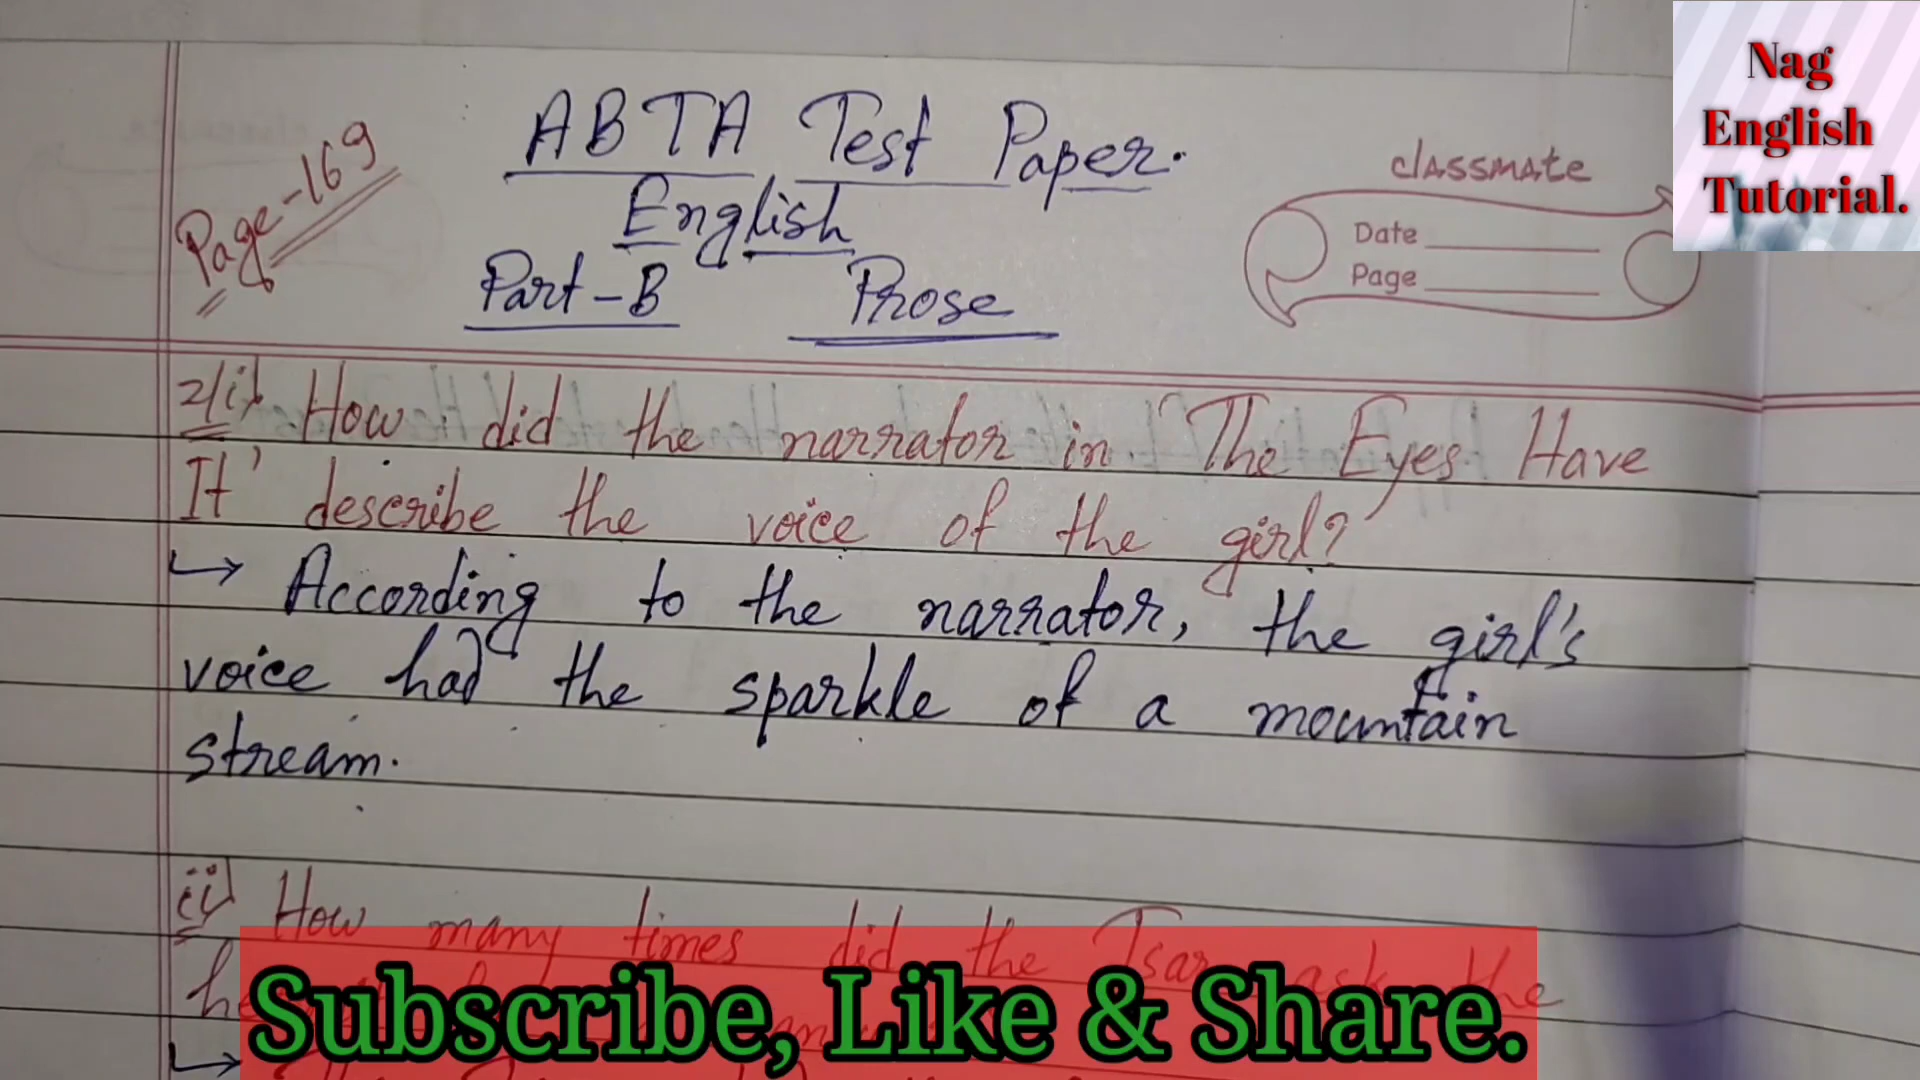 Nag
English
Tutorial.
Page-169
ABTA Test Paper.
English
Part-B Prose
classmate
Date
Page
2/i) How did the narrator in 'The Eyes Have
It' describe the voice of the girl?
↳ According to the narrator, the girl's
voice had the sparkle of a mountain
stream.
ii) How many times did the Tsar ask the
Subscribe, Like & Share.